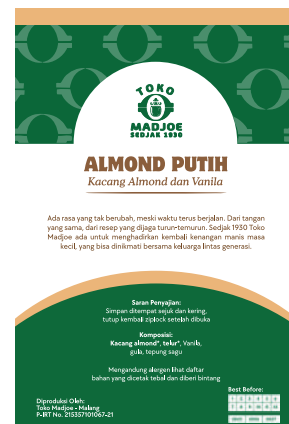 TOKO
MADJOE
SEDJAK 1930
ALMOND PUTIH
Kacang Almond dan Vanila
Ada rasa yang tak berubah, meski waktu terus berjalan. Dari tangan
yang sama, dari resep yang dijaga turun-temurun. Sedjak 1930 Toko
Madjoe ada untuk menghadirkan kembali kenangan manis masa
kecil, yang bisa dinikmati bersama keluarga lintas generasi.
Saran Penyajian:
Simpan ditempat sejuk dan kering,
tutup kembali ziplock setelah dibuka
Komposisi:
Kacang almond*, telur*, Vanila,
gula, tepung sagu
Mengandung alergen lihat daftar
bahan yang dicetak tebal dan diberi bintang
Best Before:
Diproduksi Oleh:
Toko Madjoe - Malang
P-IRT No. 215357101067-21